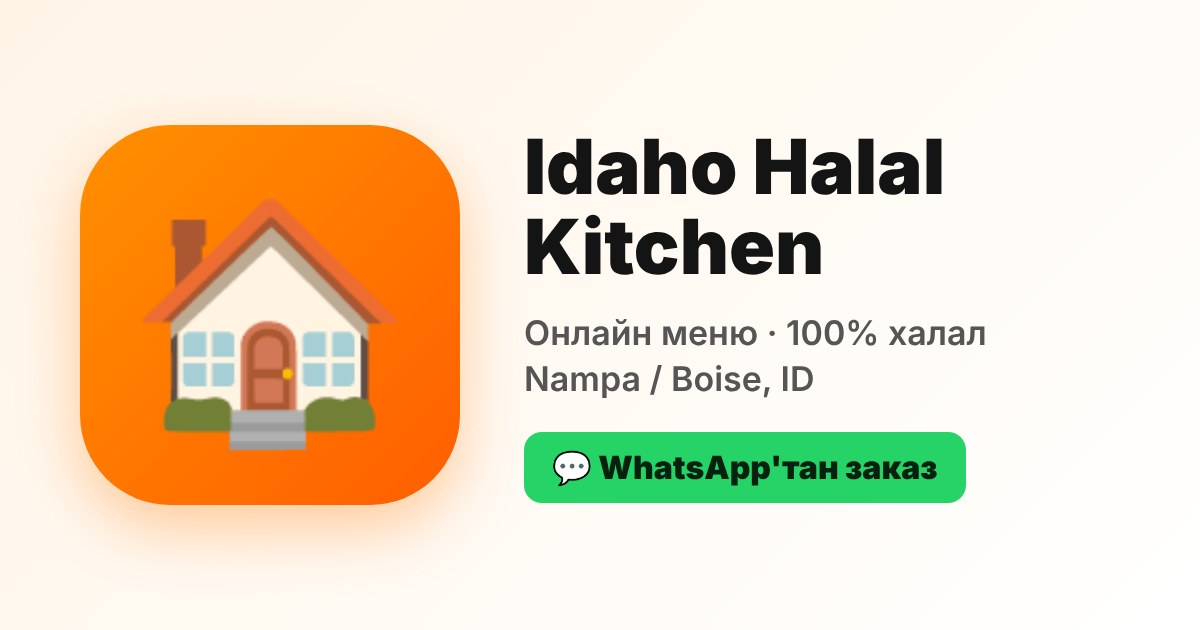 Idaho Halal
Kitchen
Онлайн меню · 100% халал
Nampa / Boise, ID
💬 WhatsApp'тан заказ